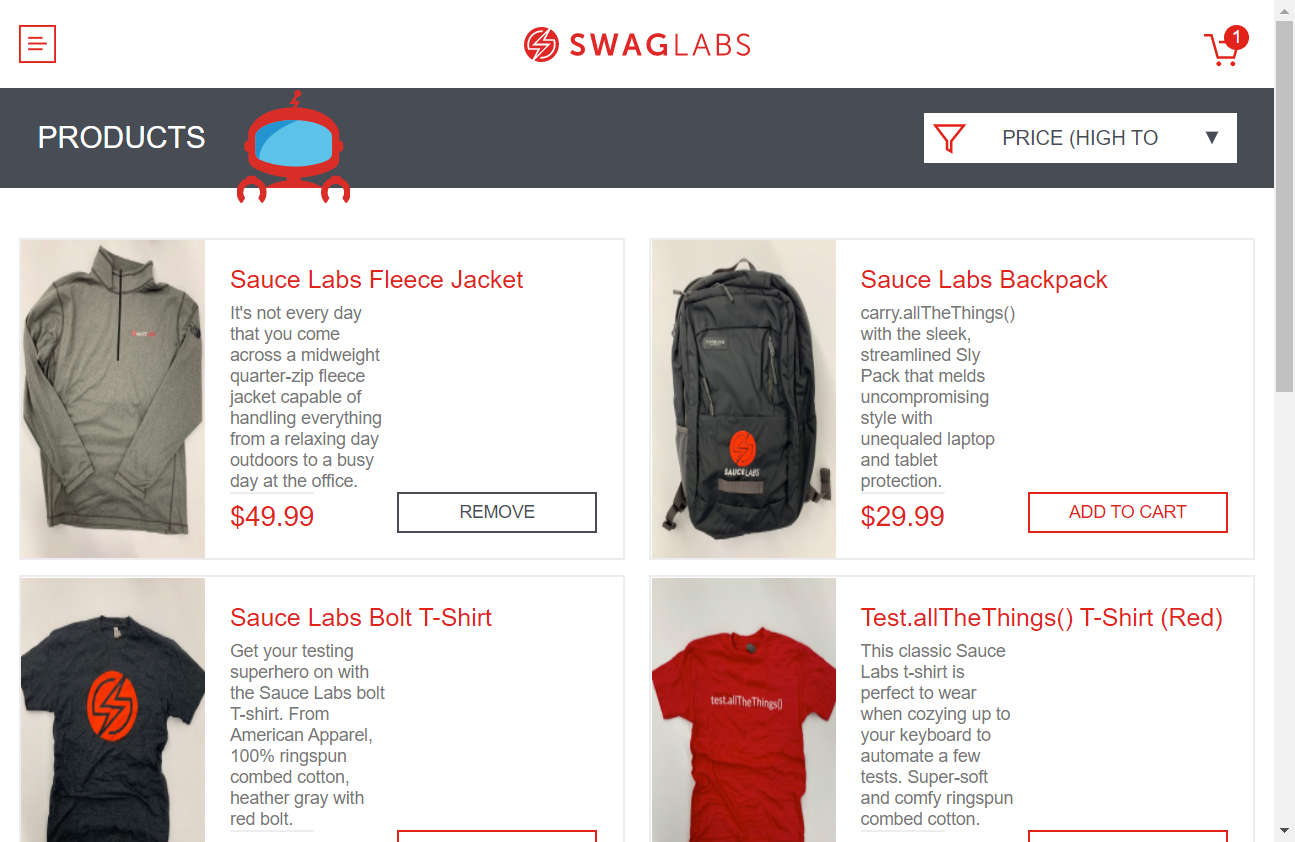 SWAGLABS
1
PRODUCTS
PRICE (HIGH TO
Sauce Labs Fleece Jacket
It's not every day
that you come
across a midweight
quarter-zip fleece
jacket capable of
handling everything
from a relaxing day
outdoors to a busy
day at the office.
$49.99
REMOVE
Sauce Labs Backpack
carry.allTheThings()
with the sleek,
streamlined Sly
Pack that melds
uncompromising
style with
unequaled laptop
and tablet
protection.
$29.99
ADD TO CART
SAUCELABS
Sauce Labs Bolt T-Shirt
Get your testing
superhero on with
the Sauce Labs bolt
T-shirt. From
American Apparel,
100% ringspun
combed cotton,
heather gray with
red bolt.
test.allTheThings()
Test.allTheThings() T-Shirt (Red)
This classic Sauce
Labs t-shirt is
perfect to wear
when cozying up to
your keyboard to
automate a few
tests. Super-soft
and comfy ringspun
combed cotton.